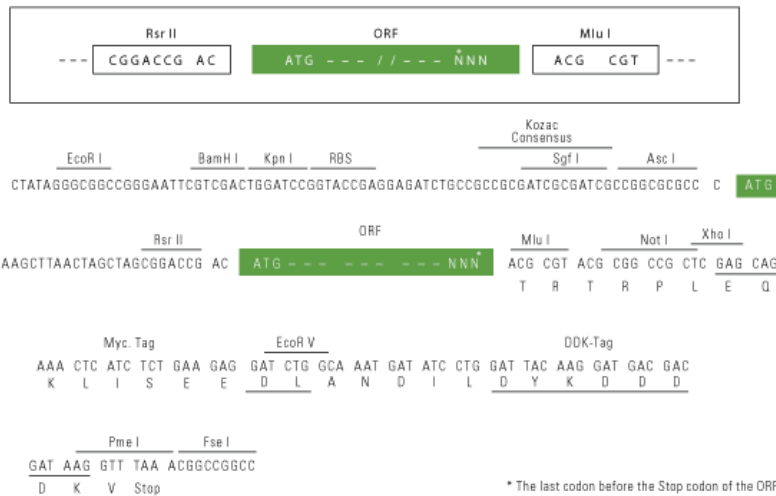 Rsr II ORF Mlu I
--- CGGACCG AC ATG --- //--- N*NN ACG CGT ---
Kozac
Consensus
EcoR I BamH I Kpn I RBS Sgf I Asc I
CTATAGGGCGGCCGGGAATTCGTCGACTGGATCCGGTACCGAGGAGATCTGCCGCCGCGATCGCGATCGCCGGCGCGCC C ATG
Rsr II ORF Mlu I Not I Xho I
AAGCTTAACTAGCTAGCGGACCG AC ATG --- --- ---NNN* ACG CGT ACG CGG CCG CTC GAG CAG
T R T R P L E Q
Myc. Tag EcoR V DDK-Tag
AAA CTC ATC TCT GAA GAG GAT CTG GCA AAT GAT ATC CTG GAT TAC AAG GAT GAC GAC
K L I S E E D L A N D I L D Y K D D D
Pme I Fse I
GAT AAG GTT TAA ACGGCCGGCC
D K V Stop
* The last codon before the Stop codon of the ORF